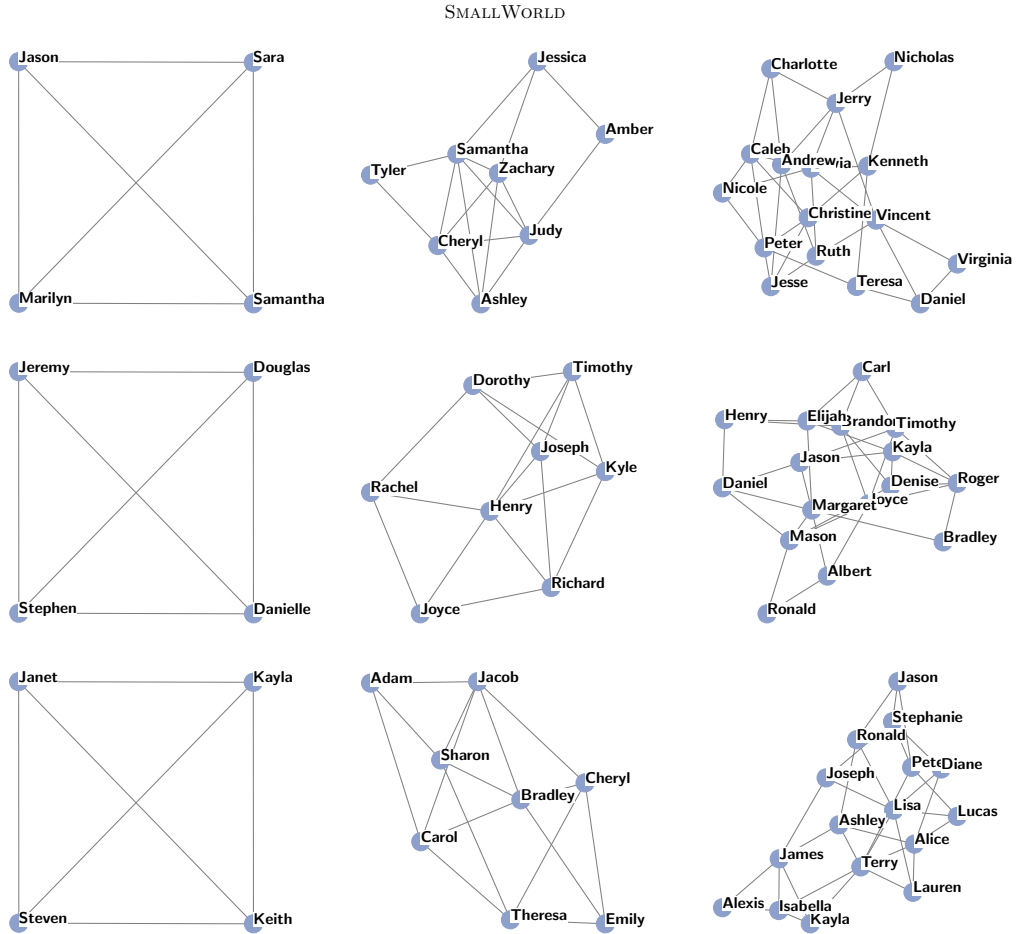 SMALLWORLD
Jason
Sara
Marilyn
Samantha
Jessica
Amber
Samantha
Zachary
Tyler
Cheryl
Judy
Ashley
Nicholas
Charlotte
Jerry
Caleb
Andrew
Kenneth
Nicole
Christine
Vincent
Peter
Ruth
Virginia
Jesse
Teresa
Daniel
Jeremy
Douglas
Stephen
Danielle
Timothy
Dorothy
Joseph
Kyle
Rachel
Henry
Richard
Joyce
Carl
Henry
Elijah
Brandon
Timothy
Kayla
Jason
Daniel
Denise
Roger
Joyce
Margaret
Mason
Bradley
Albert
Ronald
Janet
Kayla
Steven
Keith
Adam
Jacob
Sharon
Cheryl
Bradley
Carol
Theresa
Emily
Jason
Stephanie
Ronald
Diane
Joseph
Lisa
Lucas
Ashley
Alice
James
Terry
Lauren
Alexis
Isabella
Kayla